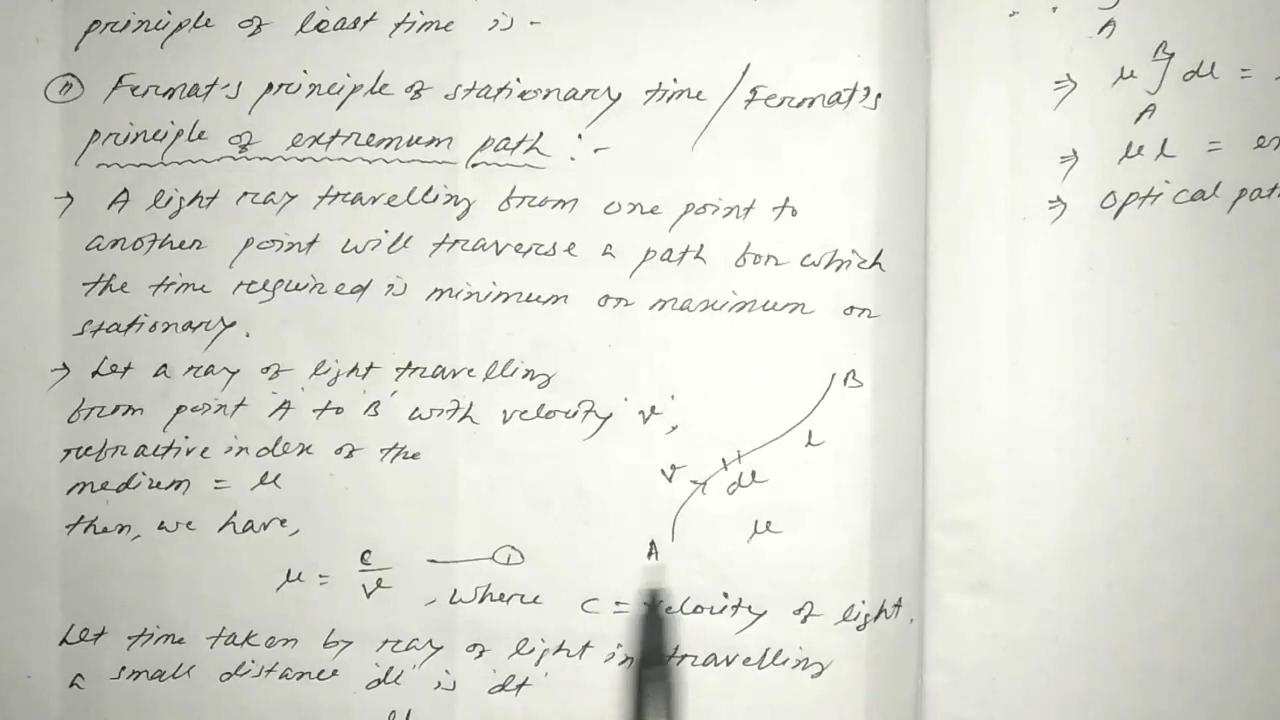 principle of least time is -
(ii) Fermat's principle of stationary time / Fermat's
principle of extremum path :-
→ A light ray travelling from one point to
another point will traverse a path for which
the time required is minimum or maximum or
stationary.
→ Let a ray of light travelling
from point 'A' to 'B' with velocity 'v',
refractive index of the
medium = μ
then, we have,
μ = c/v —— (1)
, where c = velocity of light.
Let time taken by ray of light in travelling
a small distance 'dl' is 'dt'
B
l
v
dl
μ
A
A
⇒ μ ∫ dl =
B
A
⇒ μl =
⇒ optical